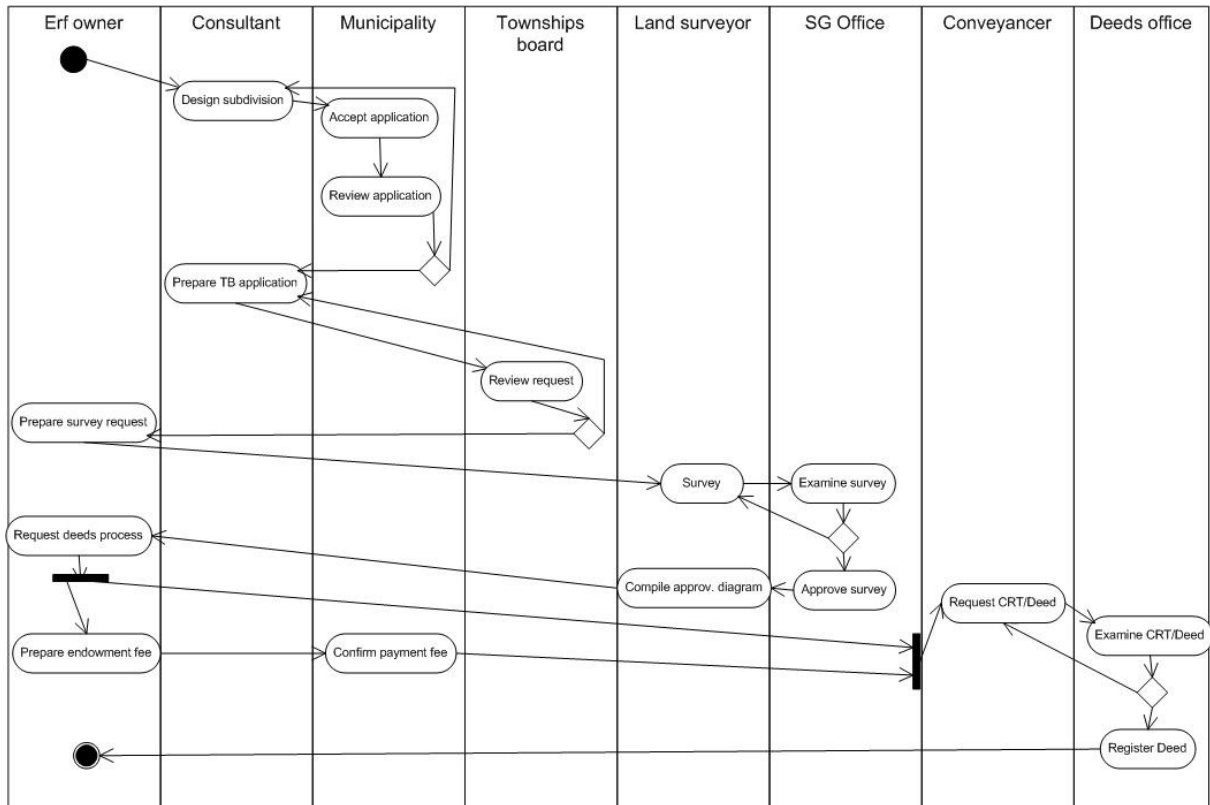 Erf owner
Consultant
Municipality
Townships
board
Land surveyor
SG Office
Conveyancer
Deeds office
Design subdivision
Accept application
Review application
Prepare TB application
Review request
Prepare survey request
Survey
Examine survey
Request deeds process
Compile approv. diagram
Approve survey
Request CRT/Deed
Examine CRT/Deed
Prepare endowment fee
Confirm payment fee
Register Deed